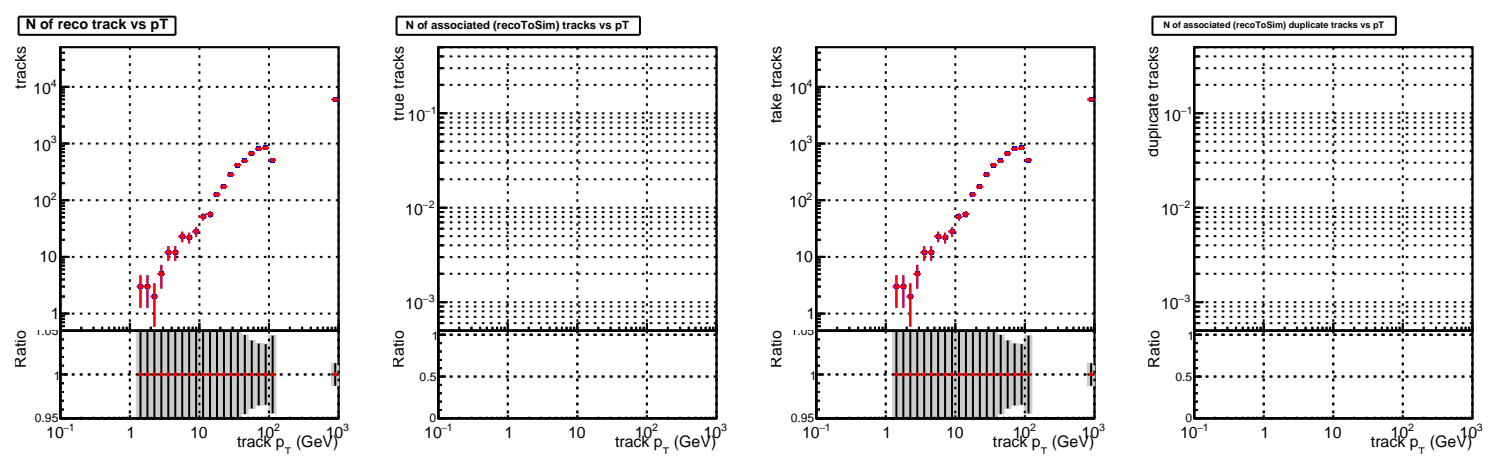 N of reco track vs pT
tracks
10^4
10^3
10^2
10
1
Ratio
1.05
1
0.95
10^−1 1 10 10^2 10^3
track p_T (GeV)
N of associated (recoToSim) tracks vs pT
true tracks
10^−1
10^−2
10^−3
Ratio
1
0.5
0
10^−1 1 10 10^2 10^3
track p_T (GeV)
fake tracks
10^4
10^3
10^2
10
1
Ratio
1.05
1
0.95
10^−1 1 10 10^2 10^3
track p_T (GeV)
N of associated (recoToSim) duplicate tracks vs pT
duplicate tracks
10^−1
10^−2
10^−3
Ratio
1
0.5
0
10^−1 1 10 10^2 10^3
track p_T (GeV)